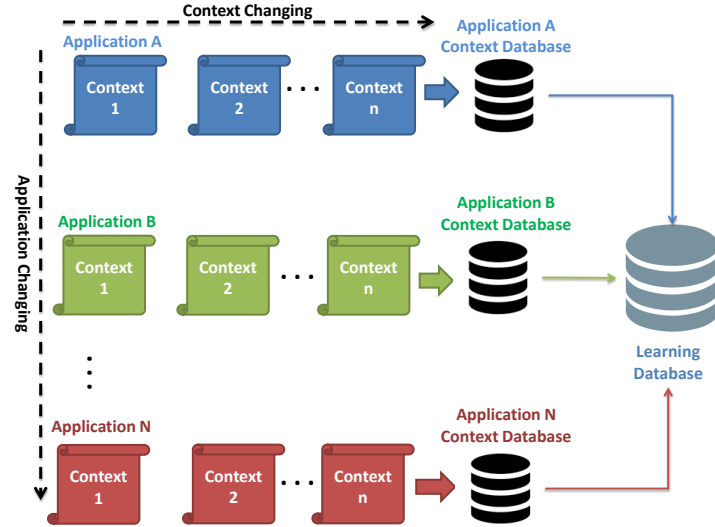 Context Changing
Application A
Application A
Context Database
Context
1
Context
2
...
Context
n
Application Changing
Application B
Application B
Context Database
Context
1
Context
2
...
Context
n
Learning
Database
...
Application N
Application N
Context Database
Context
1
Context
2
...
Context
n